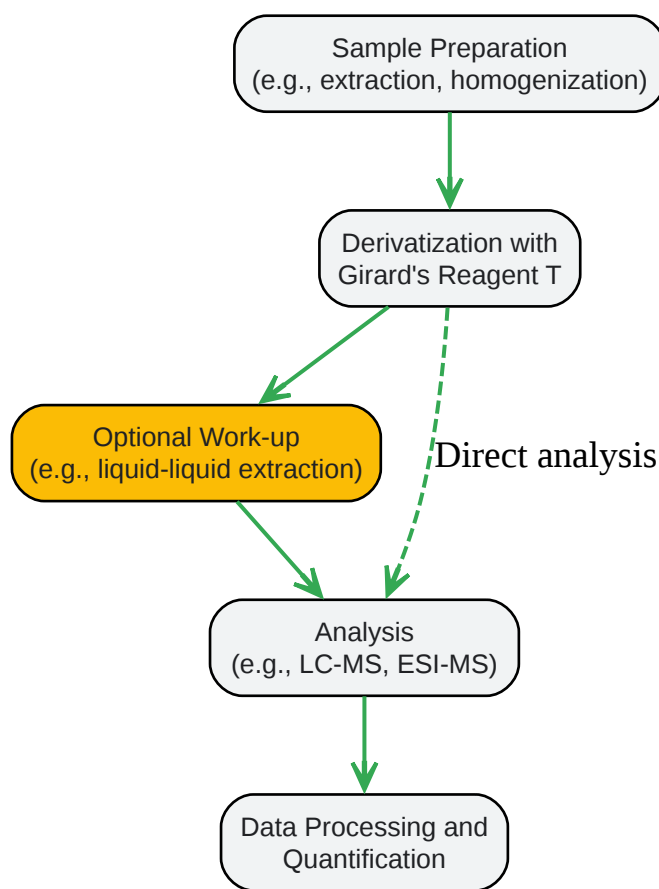 Sample Preparation
(e.g., extraction, homogenization)
Derivatization with
Girard's Reagent T
Optional Work-up
(e.g., liquid-liquid extraction)
Direct analysis
Analysis
(e.g., LC-MS, ESI-MS)
Data Processing and
Quantification